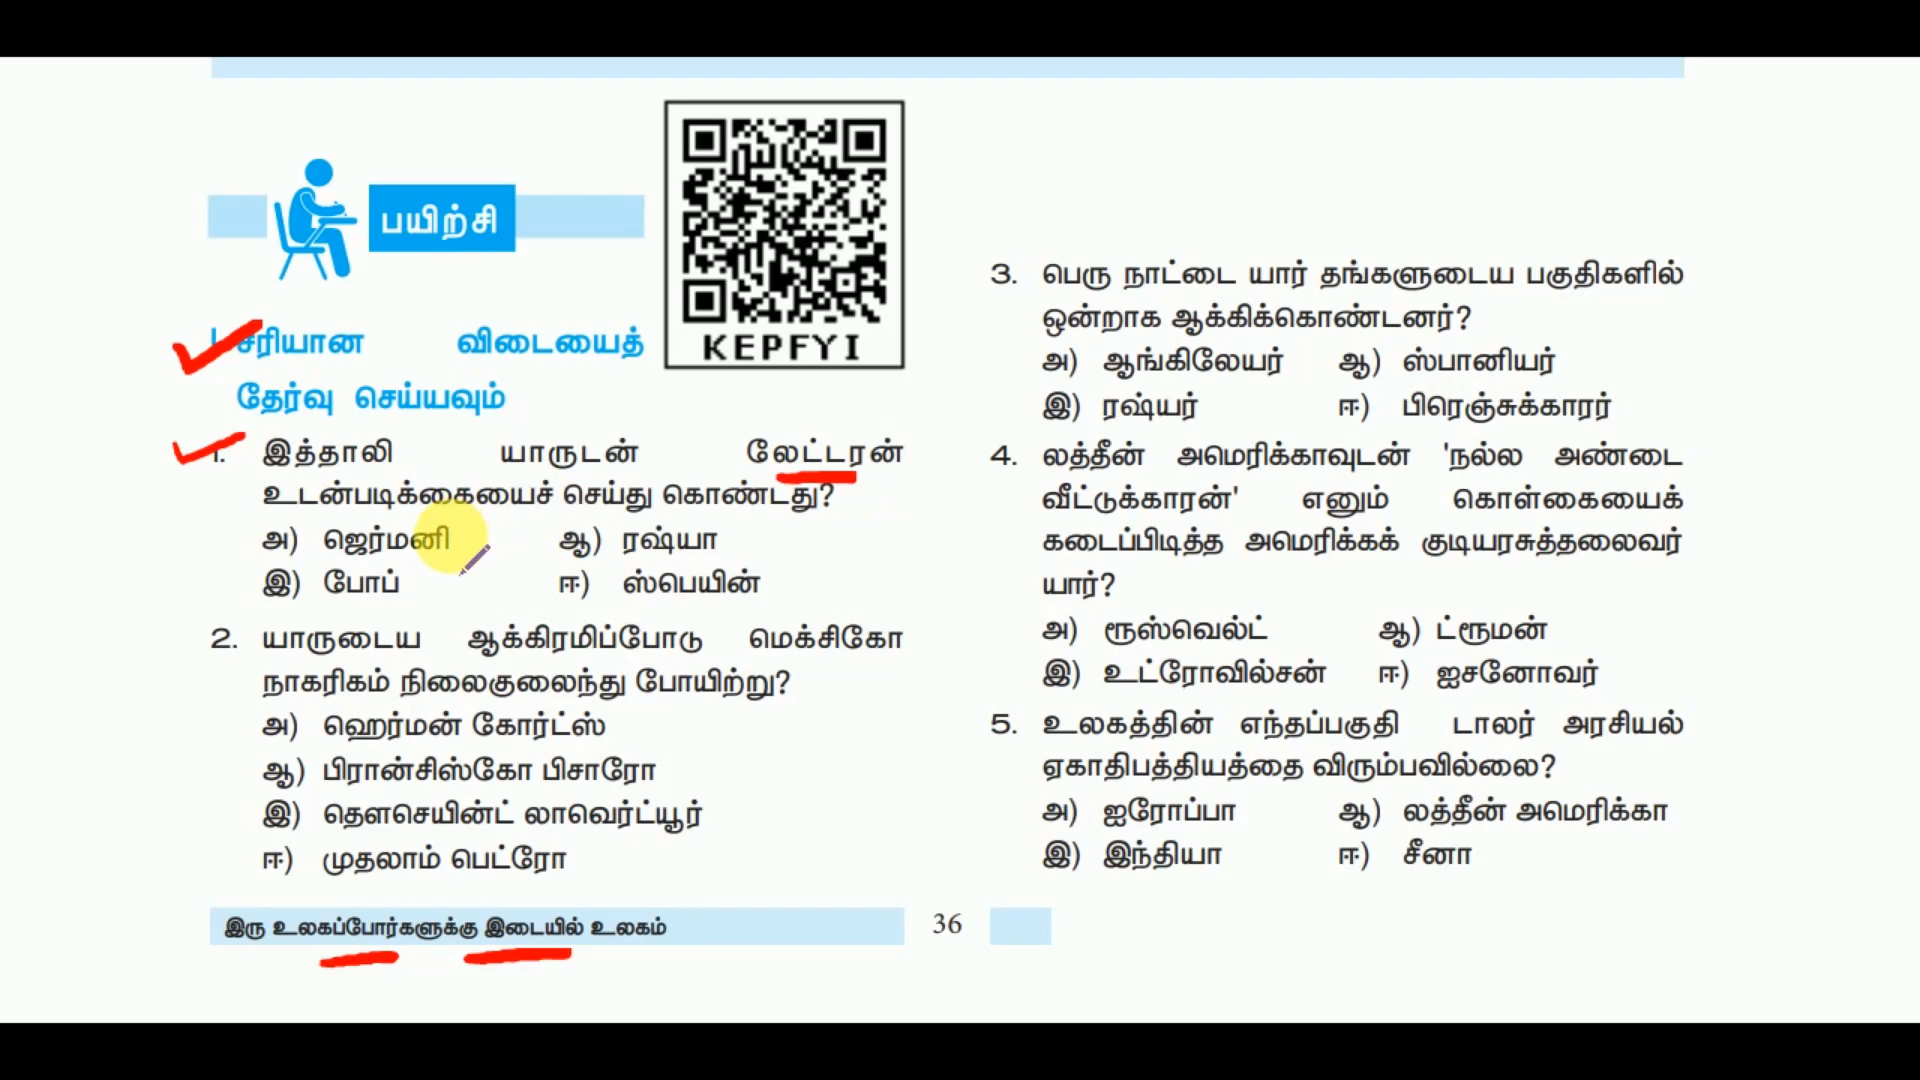 பயிற்சி
KEPFYI
சரியான விடையைத்
தேர்வு செய்யவும்
1. இத்தாலி யாருடன் லேட்டரன்
உடன்படிக்கையைச் செய்து கொண்டது?
அ) ஜெர்மனி ஆ) ரஷ்யா
இ) போப் ஈ) ஸ்பெயின்
2. யாருடைய ஆக்கிரமிப்போடு மெக்சிகோ
நாகரிகம் நிலைகுலைந்து போயிற்று?
அ) ஹெர்மன் கோர்ட்ஸ்
ஆ) பிரான்சிஸ்கோ பிசாரோ
இ) தௌசெயின்ட் லாவெர்ட்யூர்
ஈ) முதலாம் பெட்ரோ
3. பெரு நாட்டை யார் தங்களுடைய பகுதிகளில்
ஒன்றாக ஆக்கிக்கொண்டனர்?
அ) ஆங்கிலேயர் ஆ) ஸ்பானியர்
இ) ரஷ்யர் ஈ) பிரெஞ்சுக்காரர்
4. லத்தீன் அமெரிக்காவுடன் 'நல்ல அண்டை
வீட்டுக்காரன்' எனும் கொள்கையைக்
கடைப்பிடித்த அமெரிக்கக் குடியரசுத்தலைவர்
யார்?
அ) ரூஸ்வெல்ட் ஆ) ட்ரூமன்
இ) உட்ரோவில்சன் ஈ) ஐசனோவர்
5. உலகத்தின் எந்தப்பகுதி டாலர் அரசியல்
ஏகாதிபத்தியத்தை விரும்பவில்லை?
அ) ஐரோப்பா ஆ) லத்தீன் அமெரிக்கா
இ) இந்தியா ஈ) சீனா
இரு உலகப்போர்களுக்கு இடையில் உலகம் 36